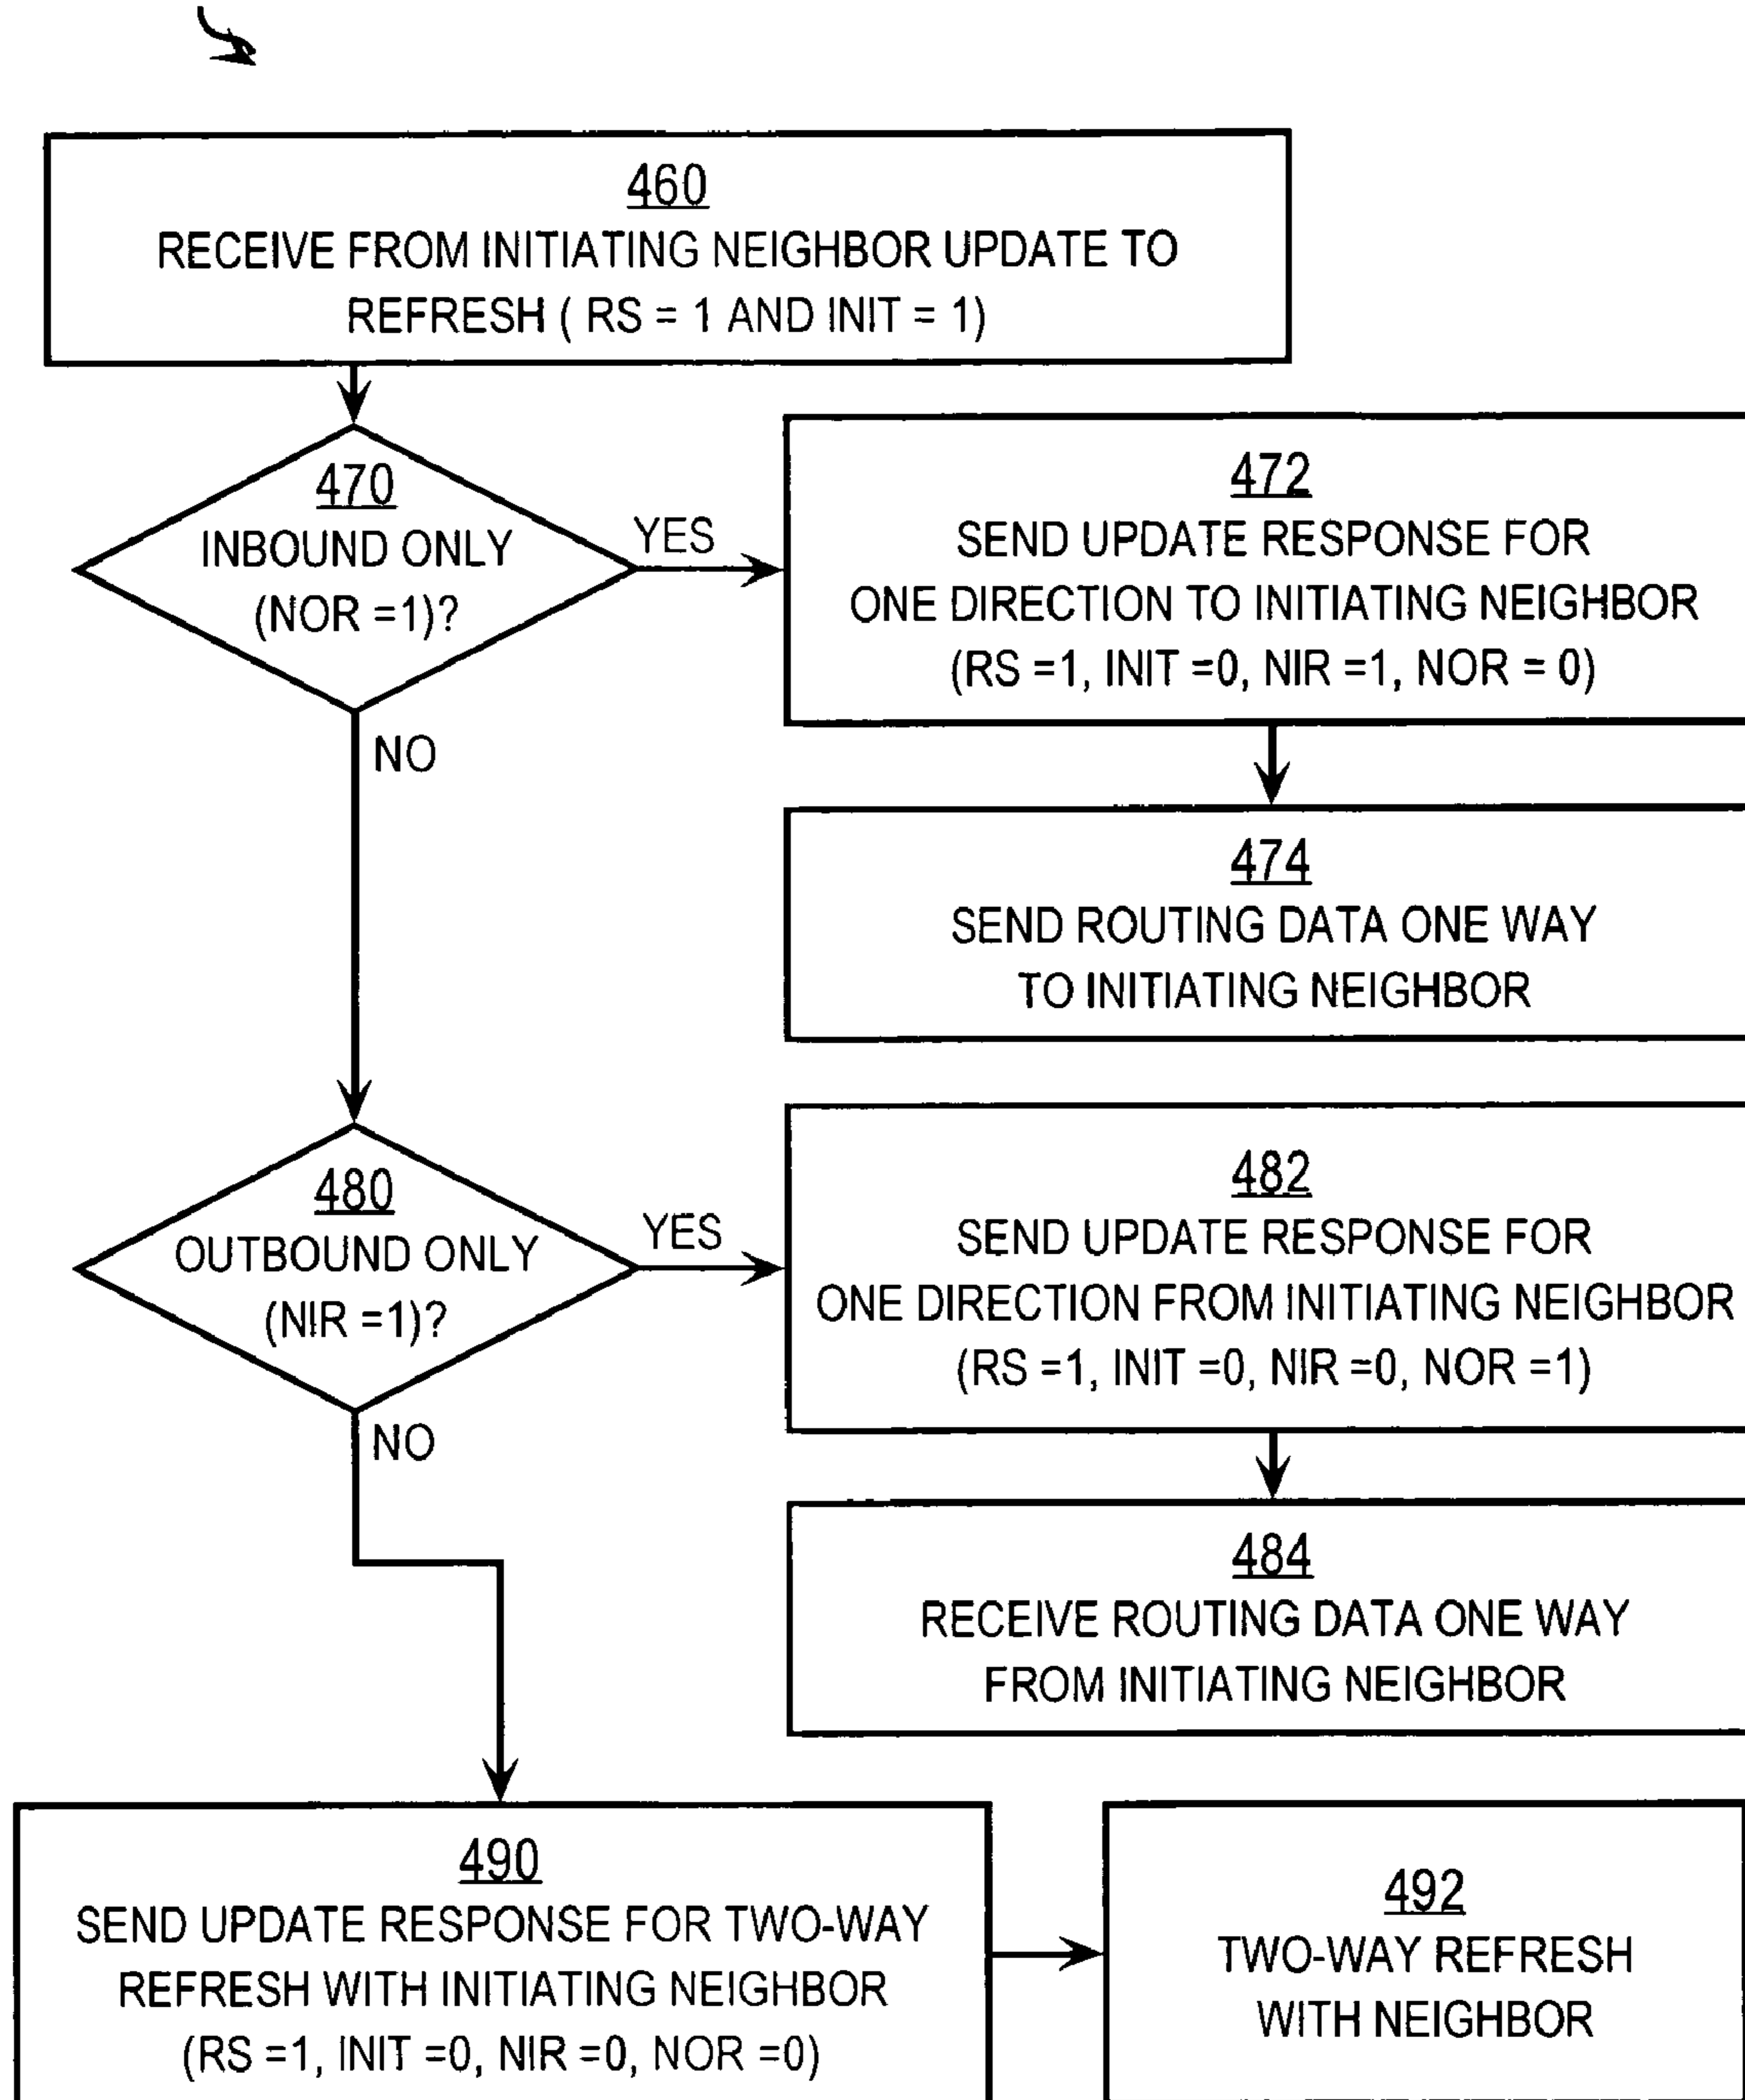 460
RECEIVE FROM INITIATING NEIGHBOR UPDATE TO
REFRESH ( RS = 1 AND INIT = 1)
470
INBOUND ONLY
(NOR =1)?
YES
NO
472
SEND UPDATE RESPONSE FOR
ONE DIRECTION TO INITIATING NEIGHBOR
(RS =1, INIT =0, NIR =1, NOR = 0)
474
SEND ROUTING DATA ONE WAY
TO INITIATING NEIGHBOR
480
OUTBOUND ONLY
(NIR =1)?
YES
NO
482
SEND UPDATE RESPONSE FOR
ONE DIRECTION FROM INITIATING NEIGHBOR
(RS =1, INIT =0, NIR =0, NOR =1)
484
RECEIVE ROUTING DATA ONE WAY
FROM INITIATING NEIGHBOR
490
SEND UPDATE RESPONSE FOR TWO-WAY
REFRESH WITH INITIATING NEIGHBOR
(RS =1, INIT =0, NIR =0, NOR =0)
492
TWO-WAY REFRESH
WITH NEIGHBOR